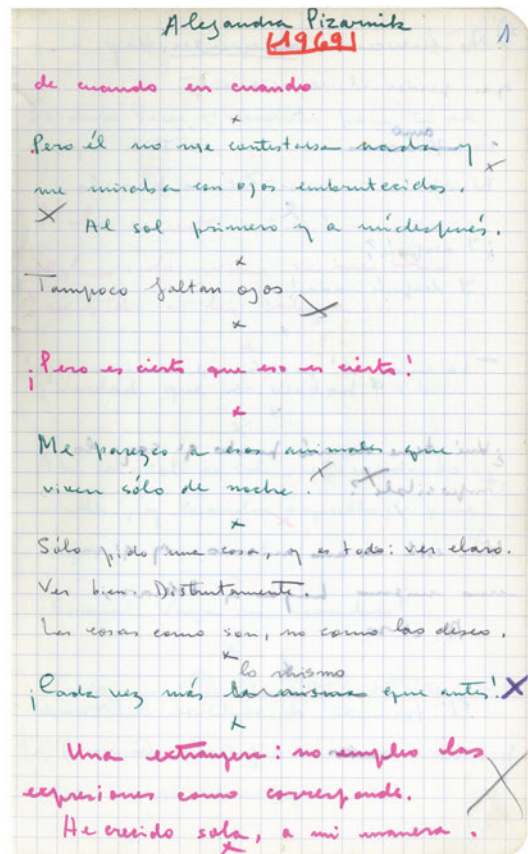 Alejandra Pizarnik
1
[1969]
de cuando en cuando
Pero él no me contestaba nada y
me miraba con ojos embrutecidos.
Al sol primero y a mí después.
Tampoco faltan ojos
¡Pero es cierto que eso es cierto!
Me parezco a esos animales que
viven sólo de noche.
Sólo pido una cosa, y es todo: ver claro.
Ver bien. Distintamente.
Las cosas como son, no como las deseo.
lo mismo
¡Cada vez más la misma que antes!
Una extranjera: no empleo las
expresiones como corresponde.
He crecido sola, a mi manera.